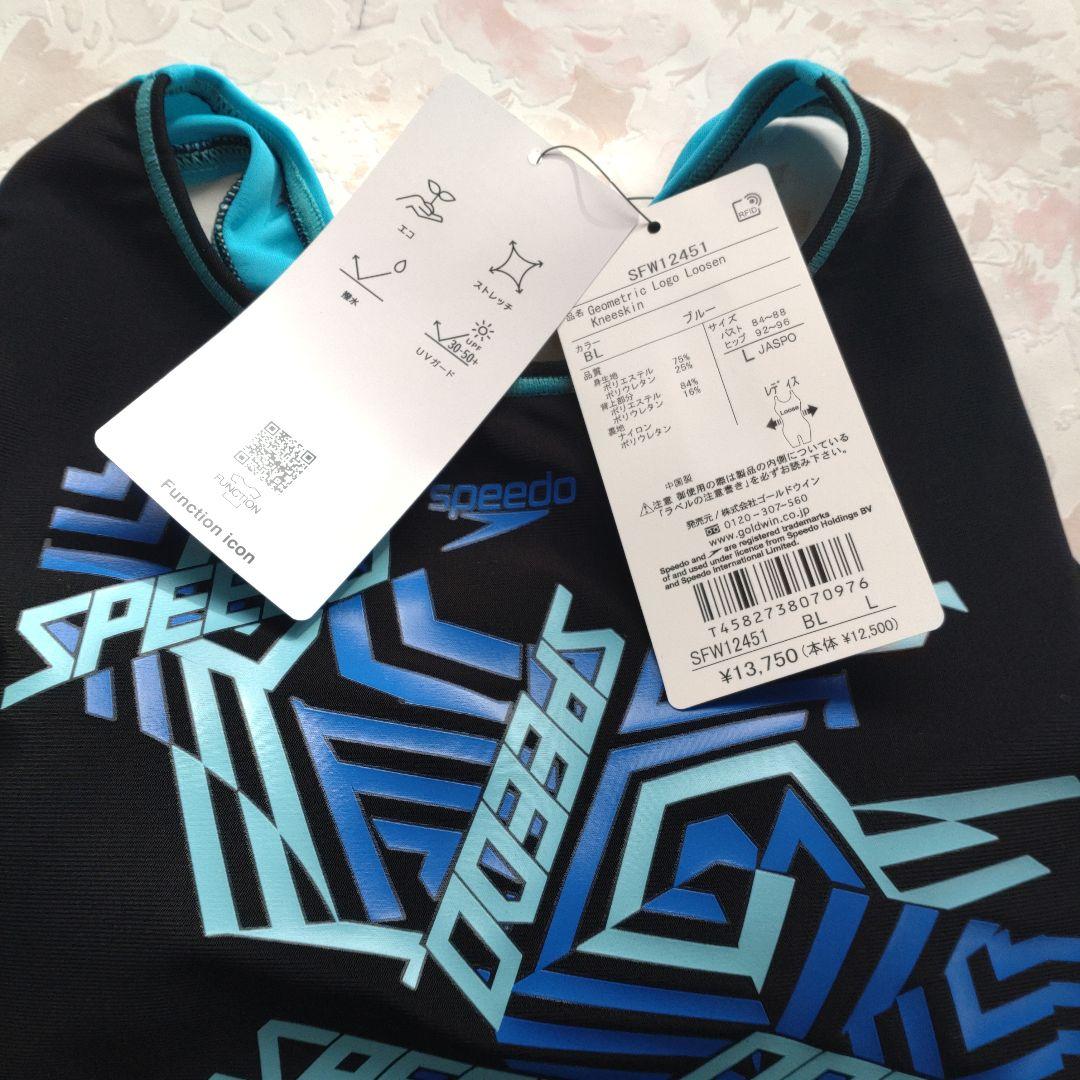 エコ
撥水
ストレッチ
UPF
30-50+
UVガード
FUNCTION
Function icon
RFID
SFW12451
品名 Geometric Logo Loosen
Kneeskin
カラー ブルー
BL
サイズ
バスト 84～88
ヒップ 92～96
L JASPO
品質
身生地
ポリエステル 75%
ポリウレタン 25%
背上部分
ポリエステル 84%
ポリウレタン 16%
裏地
ナイロン
ポリウレタン
レディス
Loose
中国製
注意 御使用の際は製品の内側についている
「ラベルの注意書き」を必ずお読み下さい。
発売元/株式会社ゴールドウイン
0120-307-560
www.goldwin.co.jp
Speedo and are registered trademarks
of and used under licence from Speedo Holdings BV
and Speedo International Limited.
T4582738070976
SFW12451 BL L
¥13,750(本体 ¥12,500)
speedo
SPEEDO
SPEEDO